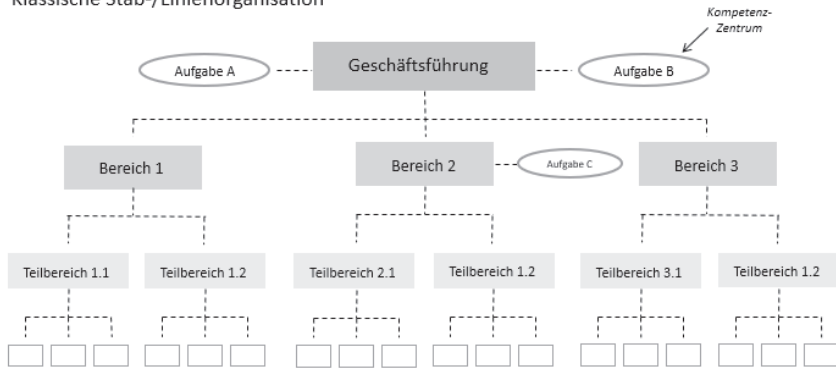 Klassische Stab-/Linienorganisation
Kompetenz-
Zentrum
Aufgabe A
Geschäftsführung
Aufgabe B
Bereich 1
Bereich 2
Aufgabe C
Bereich 3
Teilbereich 1.1
Teilbereich 1.2
Teilbereich 2.1
Teilbereich 1.2
Teilbereich 3.1
Teilbereich 1.2